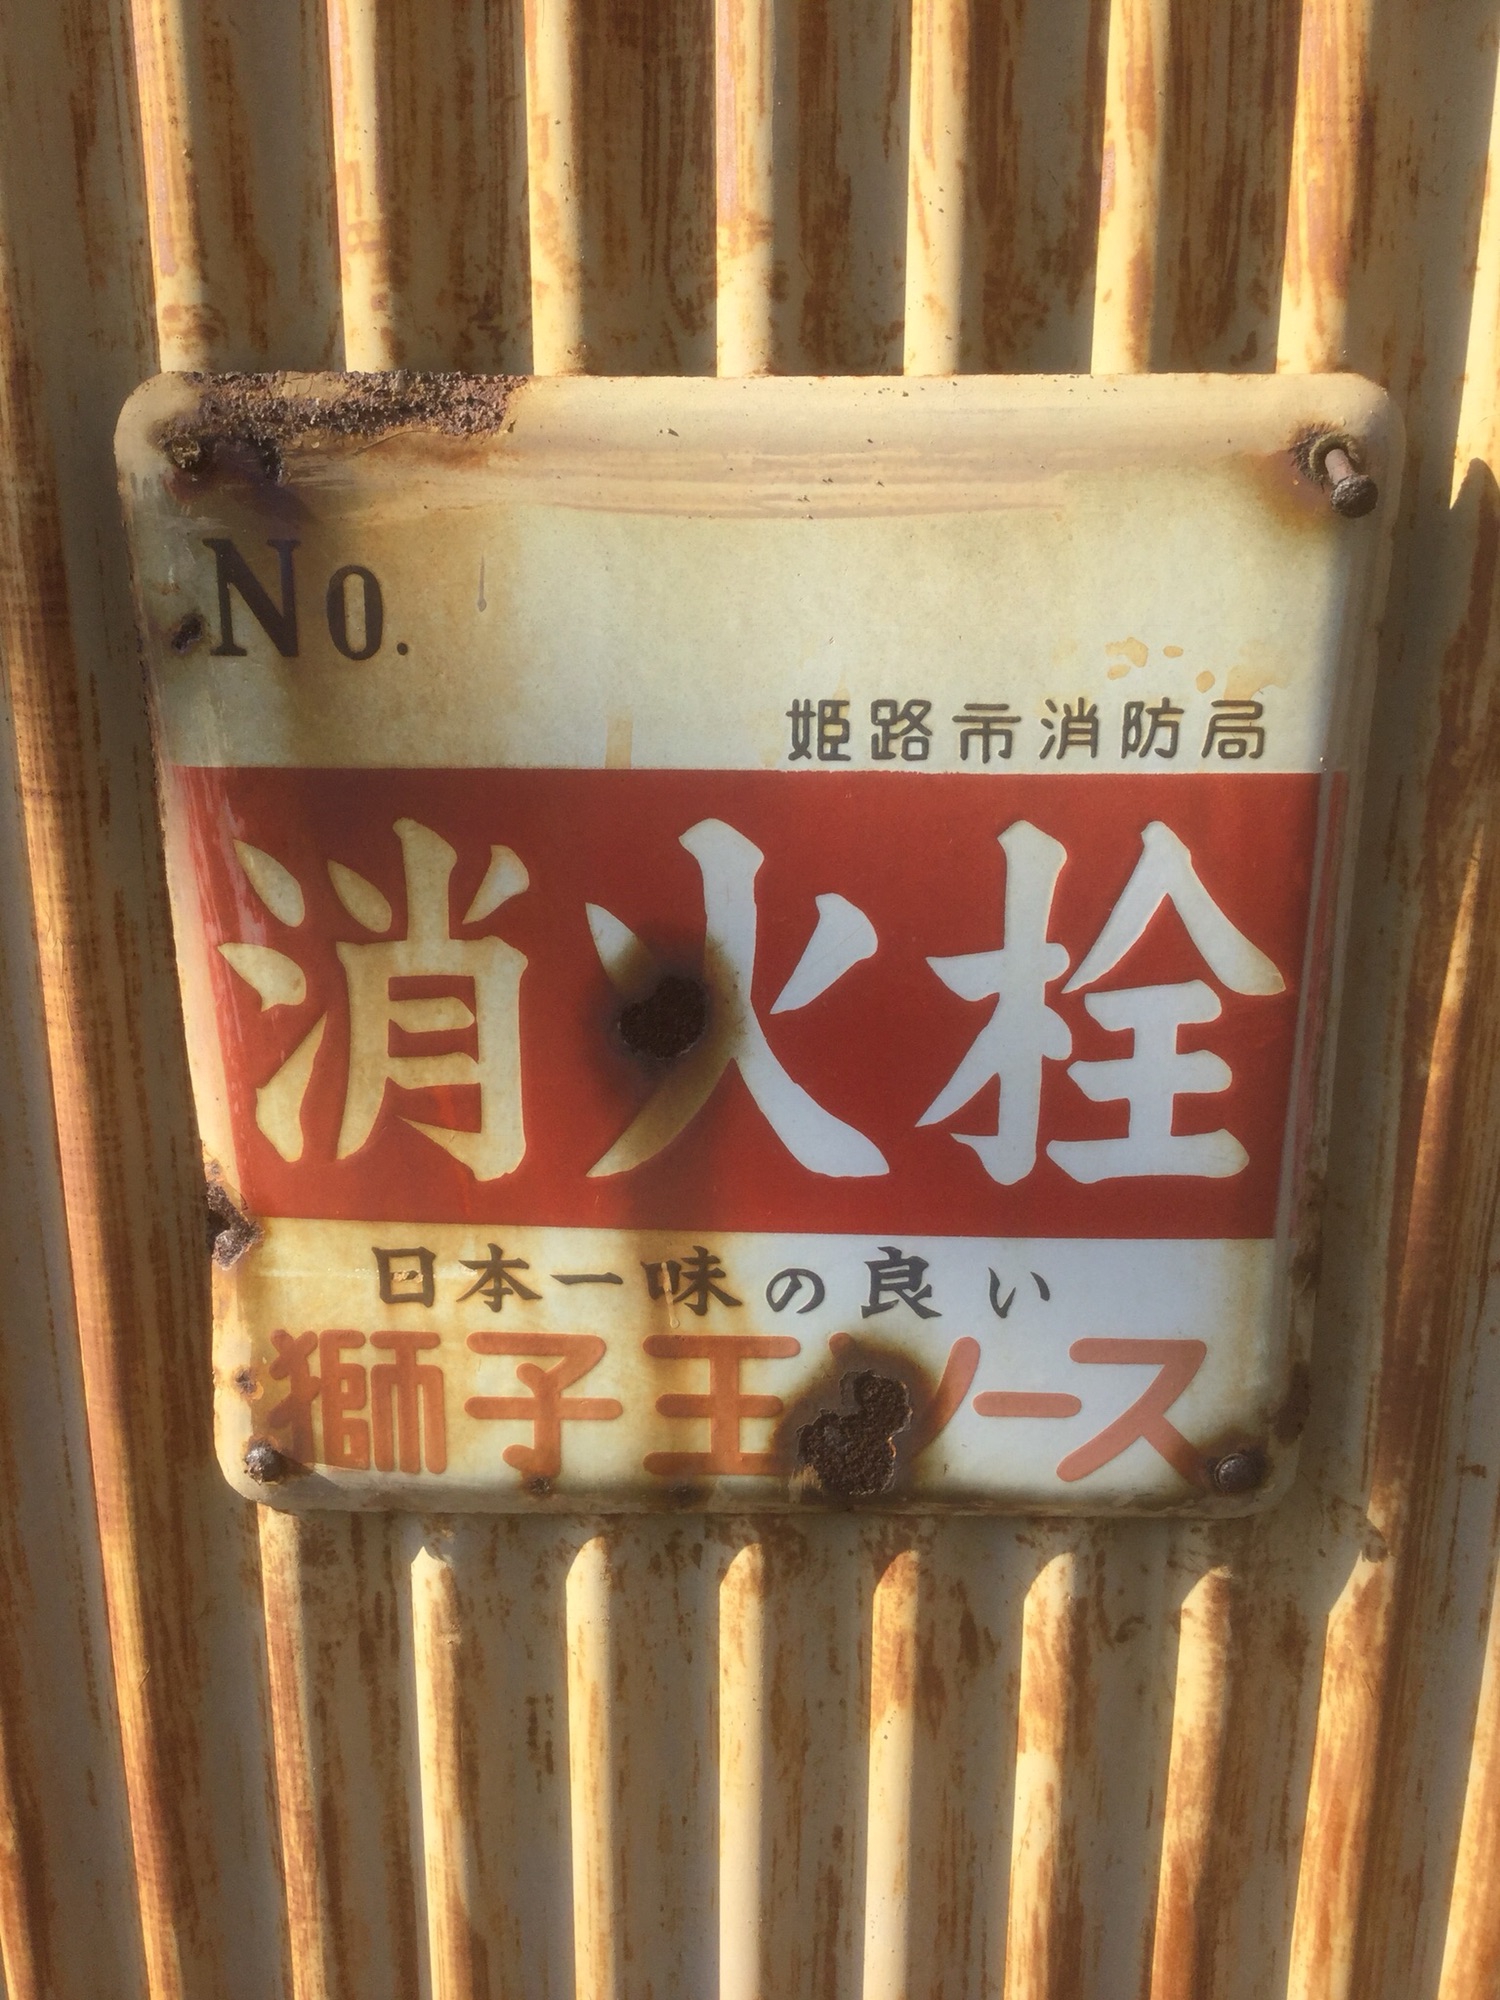 No.
姫路市消防局
消火栓
日本一味の良い
獅子王ソース